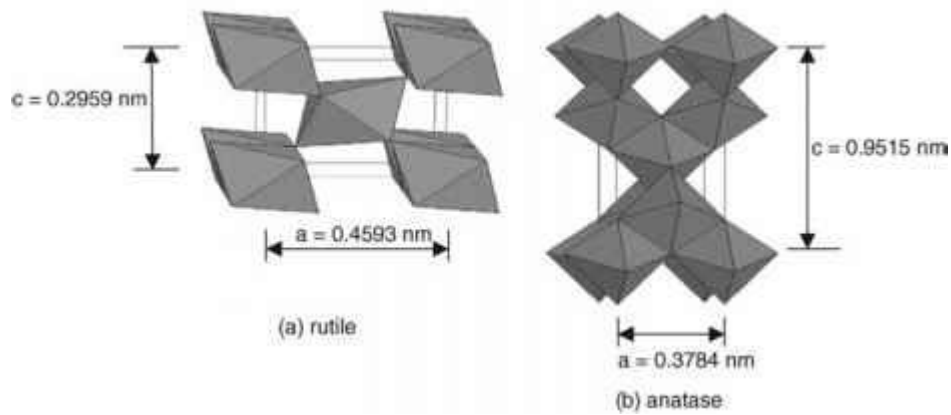 c = 0.2959 nm
a = 0.4593 nm
(a) rutile
c = 0.9515 nm
a = 0.3784 nm
(b) anatase